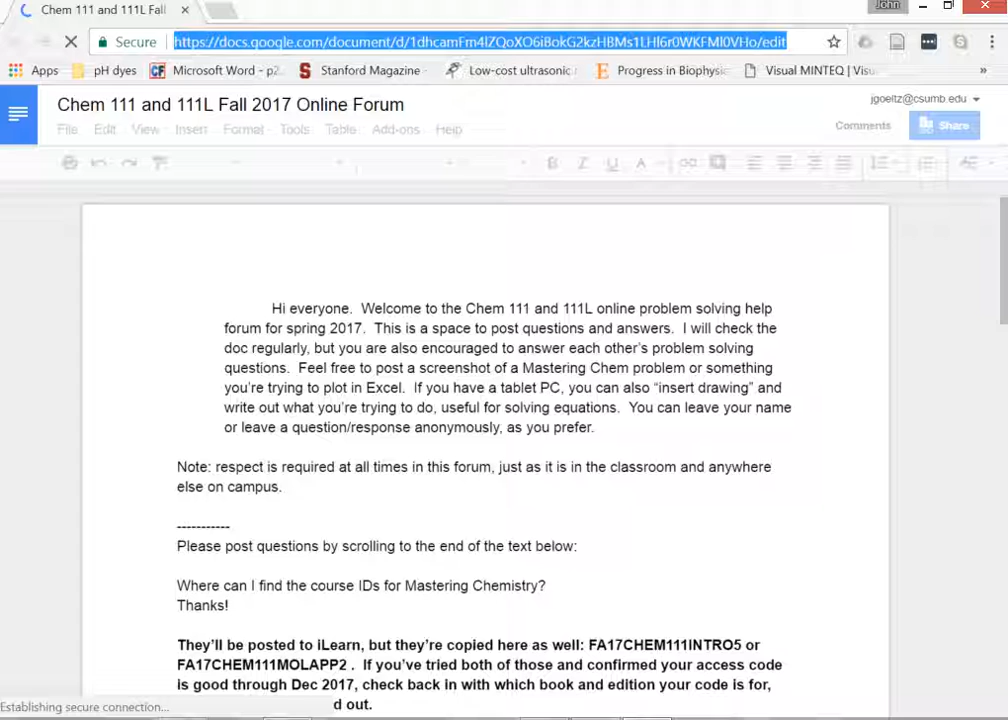 Chem 111 and 111L Fall
John
Secure
https://docs.google.com/document/d/1dhcamFm4lZQoXO6iBokG2kzHBMs1LHl6r0WKFMl0VHo/edit
Apps pH dyes Microsoft Word - p2 Stanford Magazine Low-cost ultrasonic Progress in Biophysic Visual MINTEQ | Visu »
Chem 111 and 111L Fall 2017 Online Forum
jgoeitz@csumb.edu
File Edit View Insert Format Tools Table Add-ons Help
Comments Share
Hi everyone. Welcome to the Chem 111 and 111L online problem solving help
forum for spring 2017. This is a space to post questions and answers. I will check the
doc regularly, but you are also encouraged to answer each other's problem solving
questions. Feel free to post a screenshot of a Mastering Chem problem or something
you're trying to plot in Excel. If you have a tablet PC, you can also “insert drawing” and
write out what you're trying to do, useful for solving equations. You can leave your name
or leave a question/response anonymously, as you prefer.
Note: respect is required at all times in this forum, just as it is in the classroom and anywhere
else on campus.
-----------
Please post questions by scrolling to the end of the text below:
Where can I find the course IDs for Mastering Chemistry?
Thanks!
They'll be posted to iLearn, but they're copied here as well: FA17CHEM111INTRO5 or
FA17CHEM111MOLAPP2 . If you've tried both of those and confirmed your access code
is good through Dec 2017, check back in with which book and edition your code is for,
d out.
Establishing secure connection...